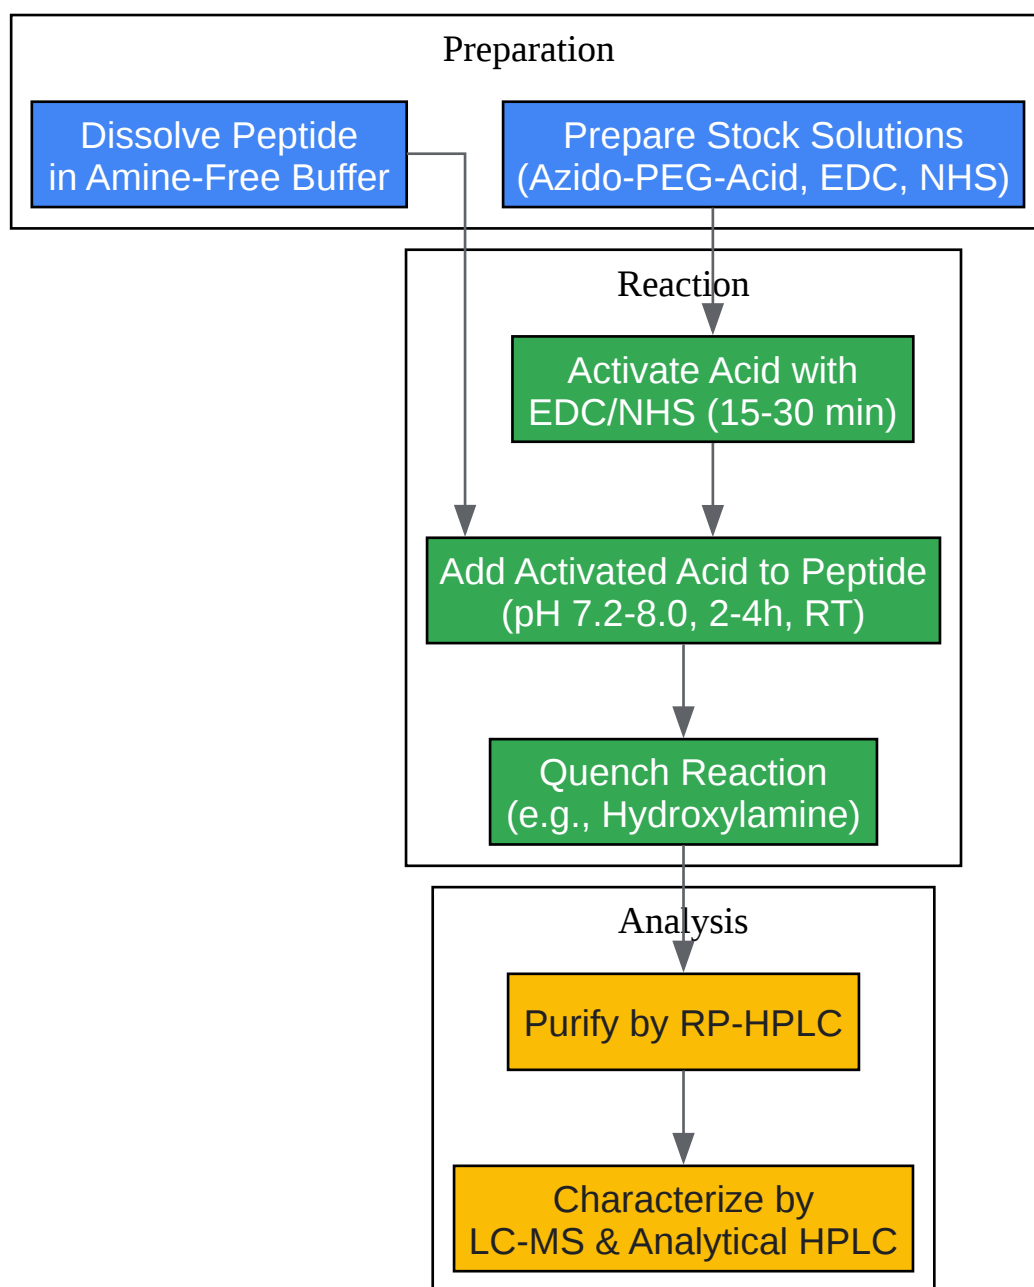 Preparation
Dissolve Peptide
in Amine-Free Buffer
Prepare Stock Solutions
(Azido-PEG-Acid, EDC, NHS)
Reaction
Activate Acid with
EDC/NHS (15-30 min)
Add Activated Acid to Peptide
(pH 7.2-8.0, 2-4h, RT)
Quench Reaction
(e.g., Hydroxylamine)
Analysis
Purify by RP-HPLC
Characterize by
LC-MS & Analytical HPLC